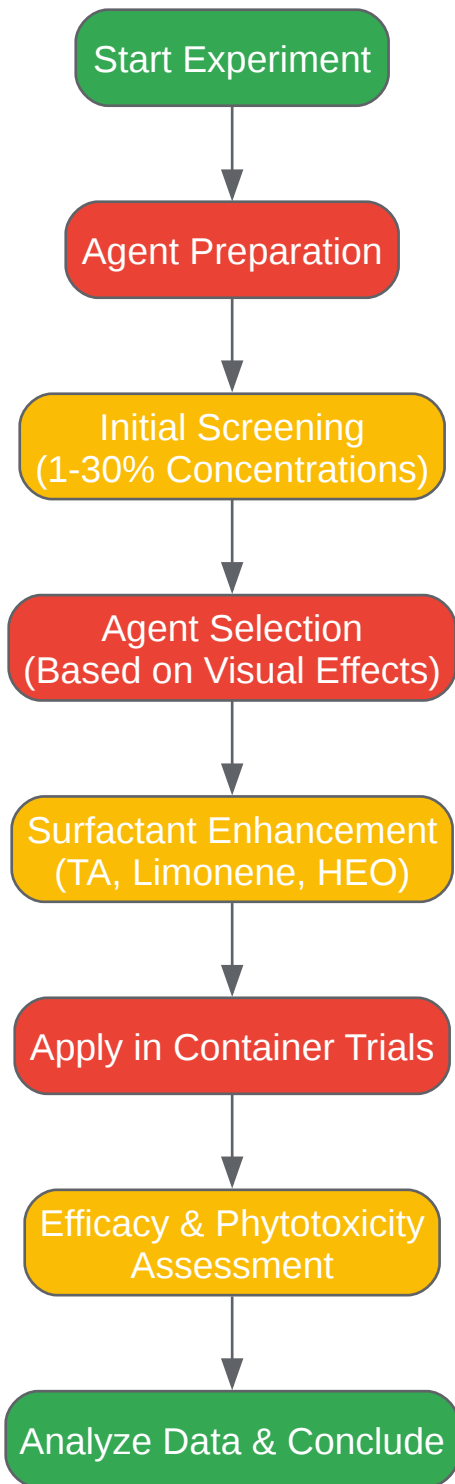 Start Experiment
Agent Preparation
Initial Screening
(1-30% Concentrations)
Agent Selection
(Based on Visual Effects)
Surfactant Enhancement
(TA, Limonene, HEO)
Apply in Container Trials
Efficacy & Phytotoxicity
Assessment
Analyze Data & Conclude